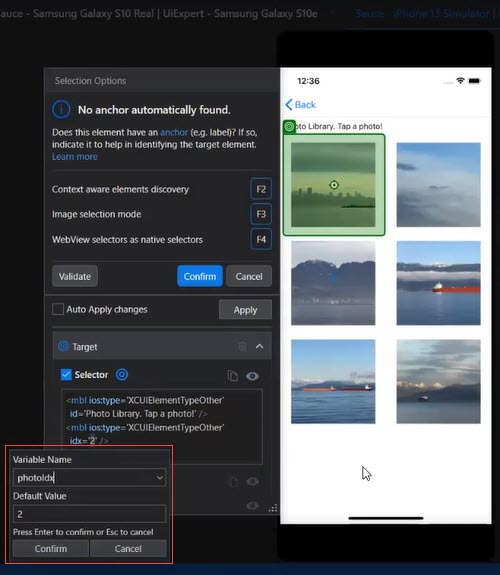 Sauce - Samsung Galaxy S10 Real | UiExpert - Samsung Galaxy S10e
Sauce - iPhone 13 Simulator |
Selection Options
No anchor automatically found.
Does this element have an anchor (e.g. label)? If so,
indicate it to help in identifying the target element.
Learn more
Context aware elements discovery F2
Image selection mode F3
WebView selectors as native selectors F4
Validate Confirm Cancel
Auto Apply changes Apply
Target
Selector
<mbl ios:type='XCUIElementTypeOther'
id='Photo Library. Tap a photo!' />
<mbl ios:type='XCUIElementTypeOther'
idx='2' />
Variable Name
photoIdx
Default Value
2
Press Enter to confirm or Esc to cancel
Confirm Cancel
12:36
Back
oto Library. Tap a photo!